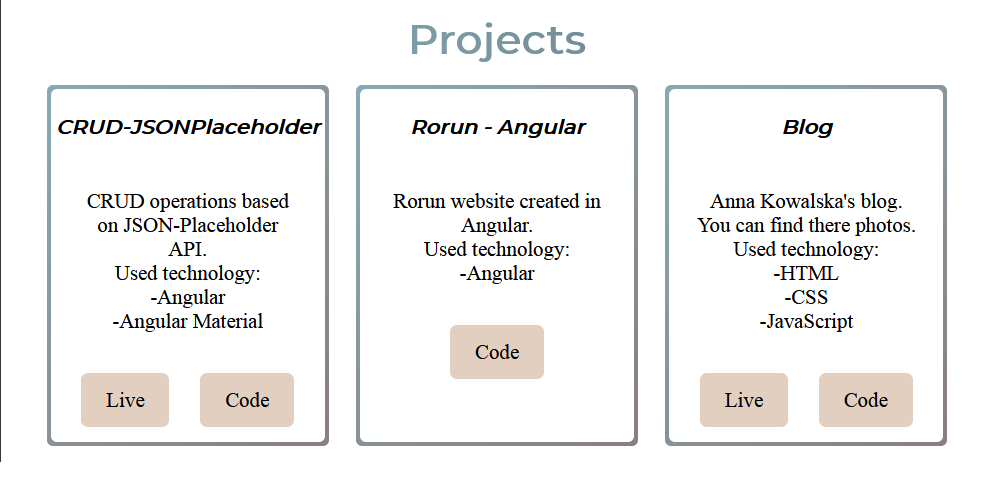 Projects
CRUD-JSONPlaceholder
CRUD operations based
on JSON-Placeholder
API.
Used technology:
-Angular
-Angular Material
Live
Code
Rorun - Angular
Rorun website created in
Angular.
Used technology:
-Angular
Code
Blog
Anna Kowalska's blog.
You can find there photos.
Used technology:
-HTML
-CSS
-JavaScript
Live
Code